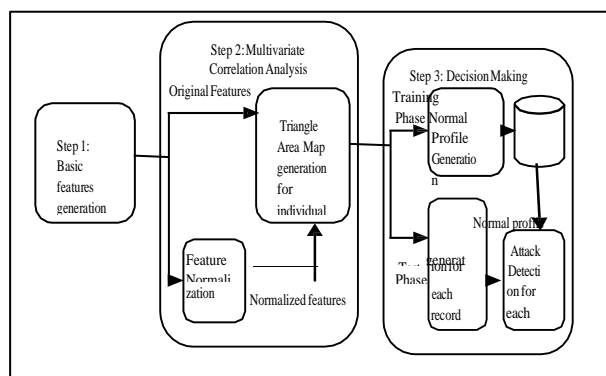 Step 1:
Basic
features
generation
Step 2: Multivariate
Correlation Analysis
Original Features
Triangle
Area Map
generation
for
individual
Feature
Normali
zation
Normalized features
Step 3: Decision Making
Training
Phase
Normal
Profile
Generatio
n
Normal profil
generat
ion for
each
record
Phase
Attack
Detecti
on for
each